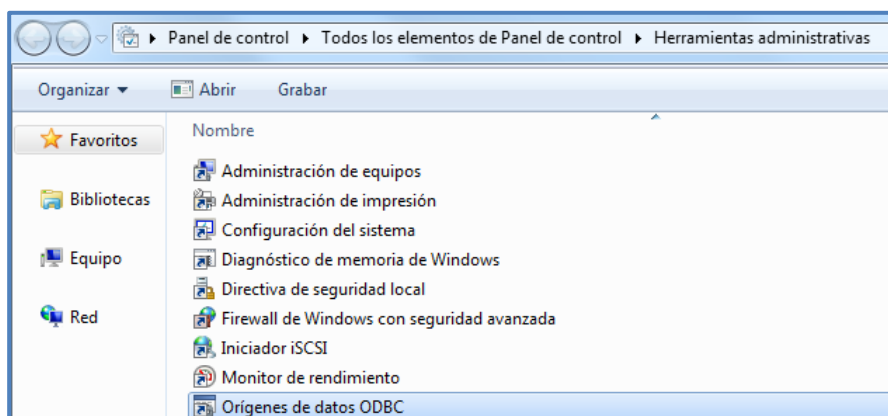 Panel de control Todos los elementos de Panel de control Herramientas administrativas
Organizar Abrir Grabar
Favoritos
Bibliotecas
Equipo
Red
Nombre
Administración de equipos
Administración de impresión
Configuración del sistema
Diagnóstico de memoria de Windows
Directiva de seguridad local
Firewall de Windows con seguridad avanzada
Iniciador iSCSI
Monitor de rendimiento
Orígenes de datos ODBC